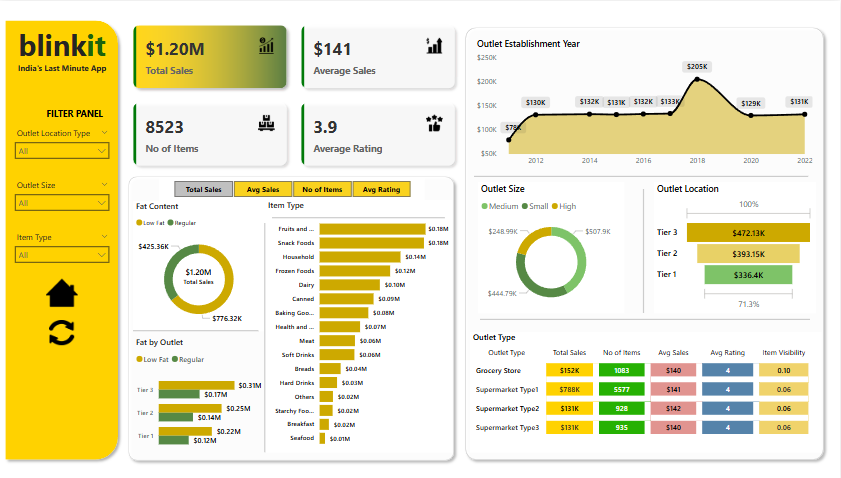 blinkit
India's Last Minute App
FILTER PANEL
Outlet Location Type
All
Outlet Size
All
Item Type
All
$1.20M
Total Sales
$141
Average Sales
8523
No of Items
3.9
Average Rating
Total Sales
Avg Sales
No of Items
Avg Rating
Fat Content
Low Fat Regular
$425.36K
$1.20M
Total Sales
$776.32K
Fat by Outlet
Low Fat Regular
Tier 3 $0.31M
$0.17M
Tier 2 $0.25M
$0.14M
Tier 1 $0.22M
$0.12M
Item Type
Fruits and ... $0.18M
Snack Foods $0.18M
Household $0.14M
Frozen Foods $0.12M
Dairy $0.10M
Canned $0.09M
Baking Goo... $0.08M
Health and ... $0.07M
Meat $0.06M
Soft Drinks $0.06M
Breads $0.04M
Hard Drinks $0.03M
Others $0.02M
Starchy Foo... $0.02M
Breakfast $0.02M
Seafood $0.01M
Outlet Establishment Year
$250K
$200K
$150K
$100K
$50K
$78K
$130K
$132K
$131K
$132K
$133K
$205K
$129K
$131K
2012 2014 2016 2018 2020 2022
Outlet Size
Medium Small High
$248.99K
$507.9K
$444.79K
Outlet Location
100%
Tier 3 $472.13K
Tier 2 $393.15K
Tier 1 $336.4K
71.3%
Outlet Type
Outlet Type Total Sales No of Items Avg Sales Avg Rating Item Visibility
Grocery Store $152K 1083 $140 4 0.10
Supermarket Type1 $788K 5577 $141 4 0.06
Supermarket Type2 $131K 928 $142 4 0.06
Supermarket Type3 $131K 935 $140 4 0.06